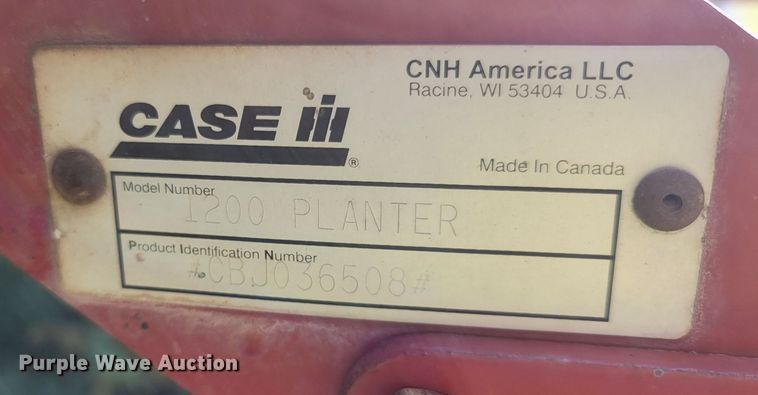 CNH America LLC
Racine, WI 53404 U.S.A.
CASE IH
®
Made In Canada
Model Number
1200 PLANTER
Product Identification Number
#CBJ036508#
Purple Wave Auction